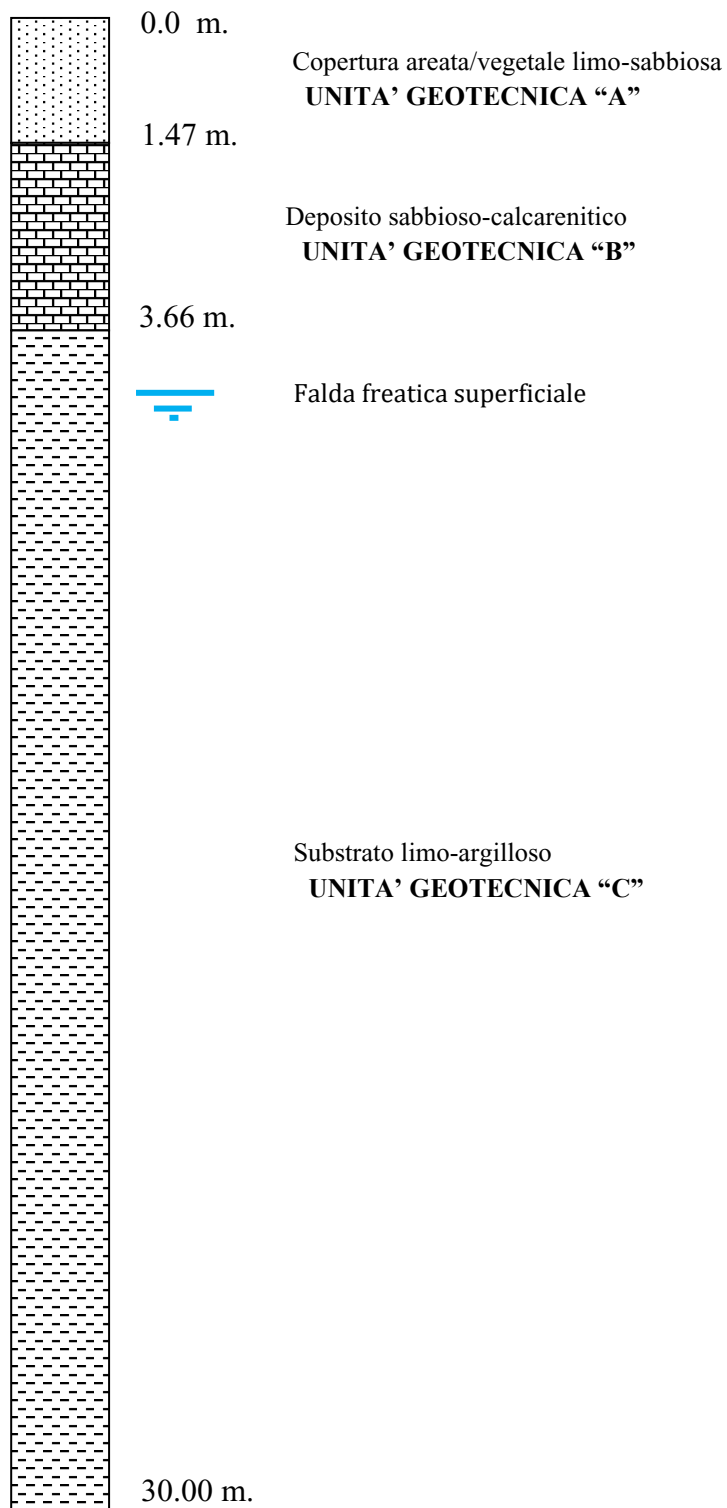 0.0 m.
Copertura areata/vegetale limo-sabbiosa
UNITA’ GEOTECNICA “A”
1.47 m.
Deposito sabbioso-calcarenitico
UNITA’ GEOTECNICA “B”
3.66 m.
Falda freatica superficiale
Substrato limo-argilloso
UNITA’ GEOTECNICA “C”
30.00 m.